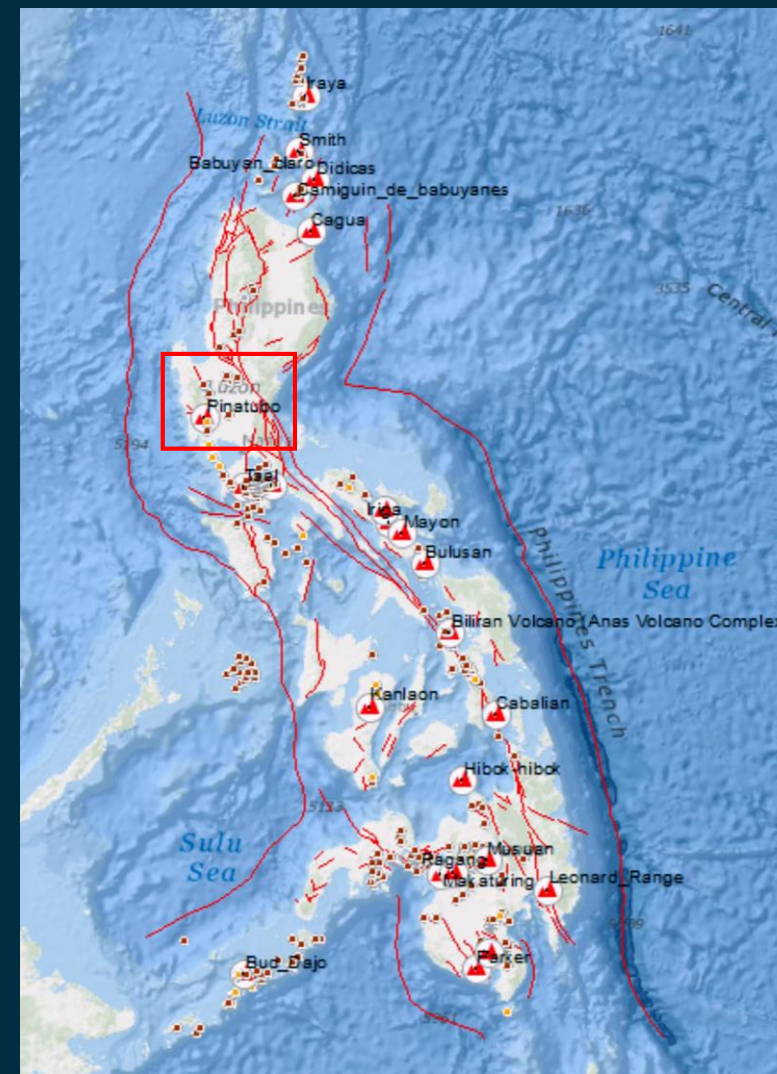 1641
Iraya
Luzon Strait
Smith
Babuyan_claro
Didicas
Camiguin_de_babuyanes
1636
Cagua
3535
Central
Philippines
Luzon
Pinatubo
5194
Taal
Iriga
Mayon
Bulusan
Philippine
Sea
Philippines Trench
Biliran Volcano (Anas Volcano Complex
Kanlaon
Cabalian
Hibok-hibok
Sulu
Sea
Musuan
Ragang
Makaturing
Leonard_Range
Parker
Bud_Dajo